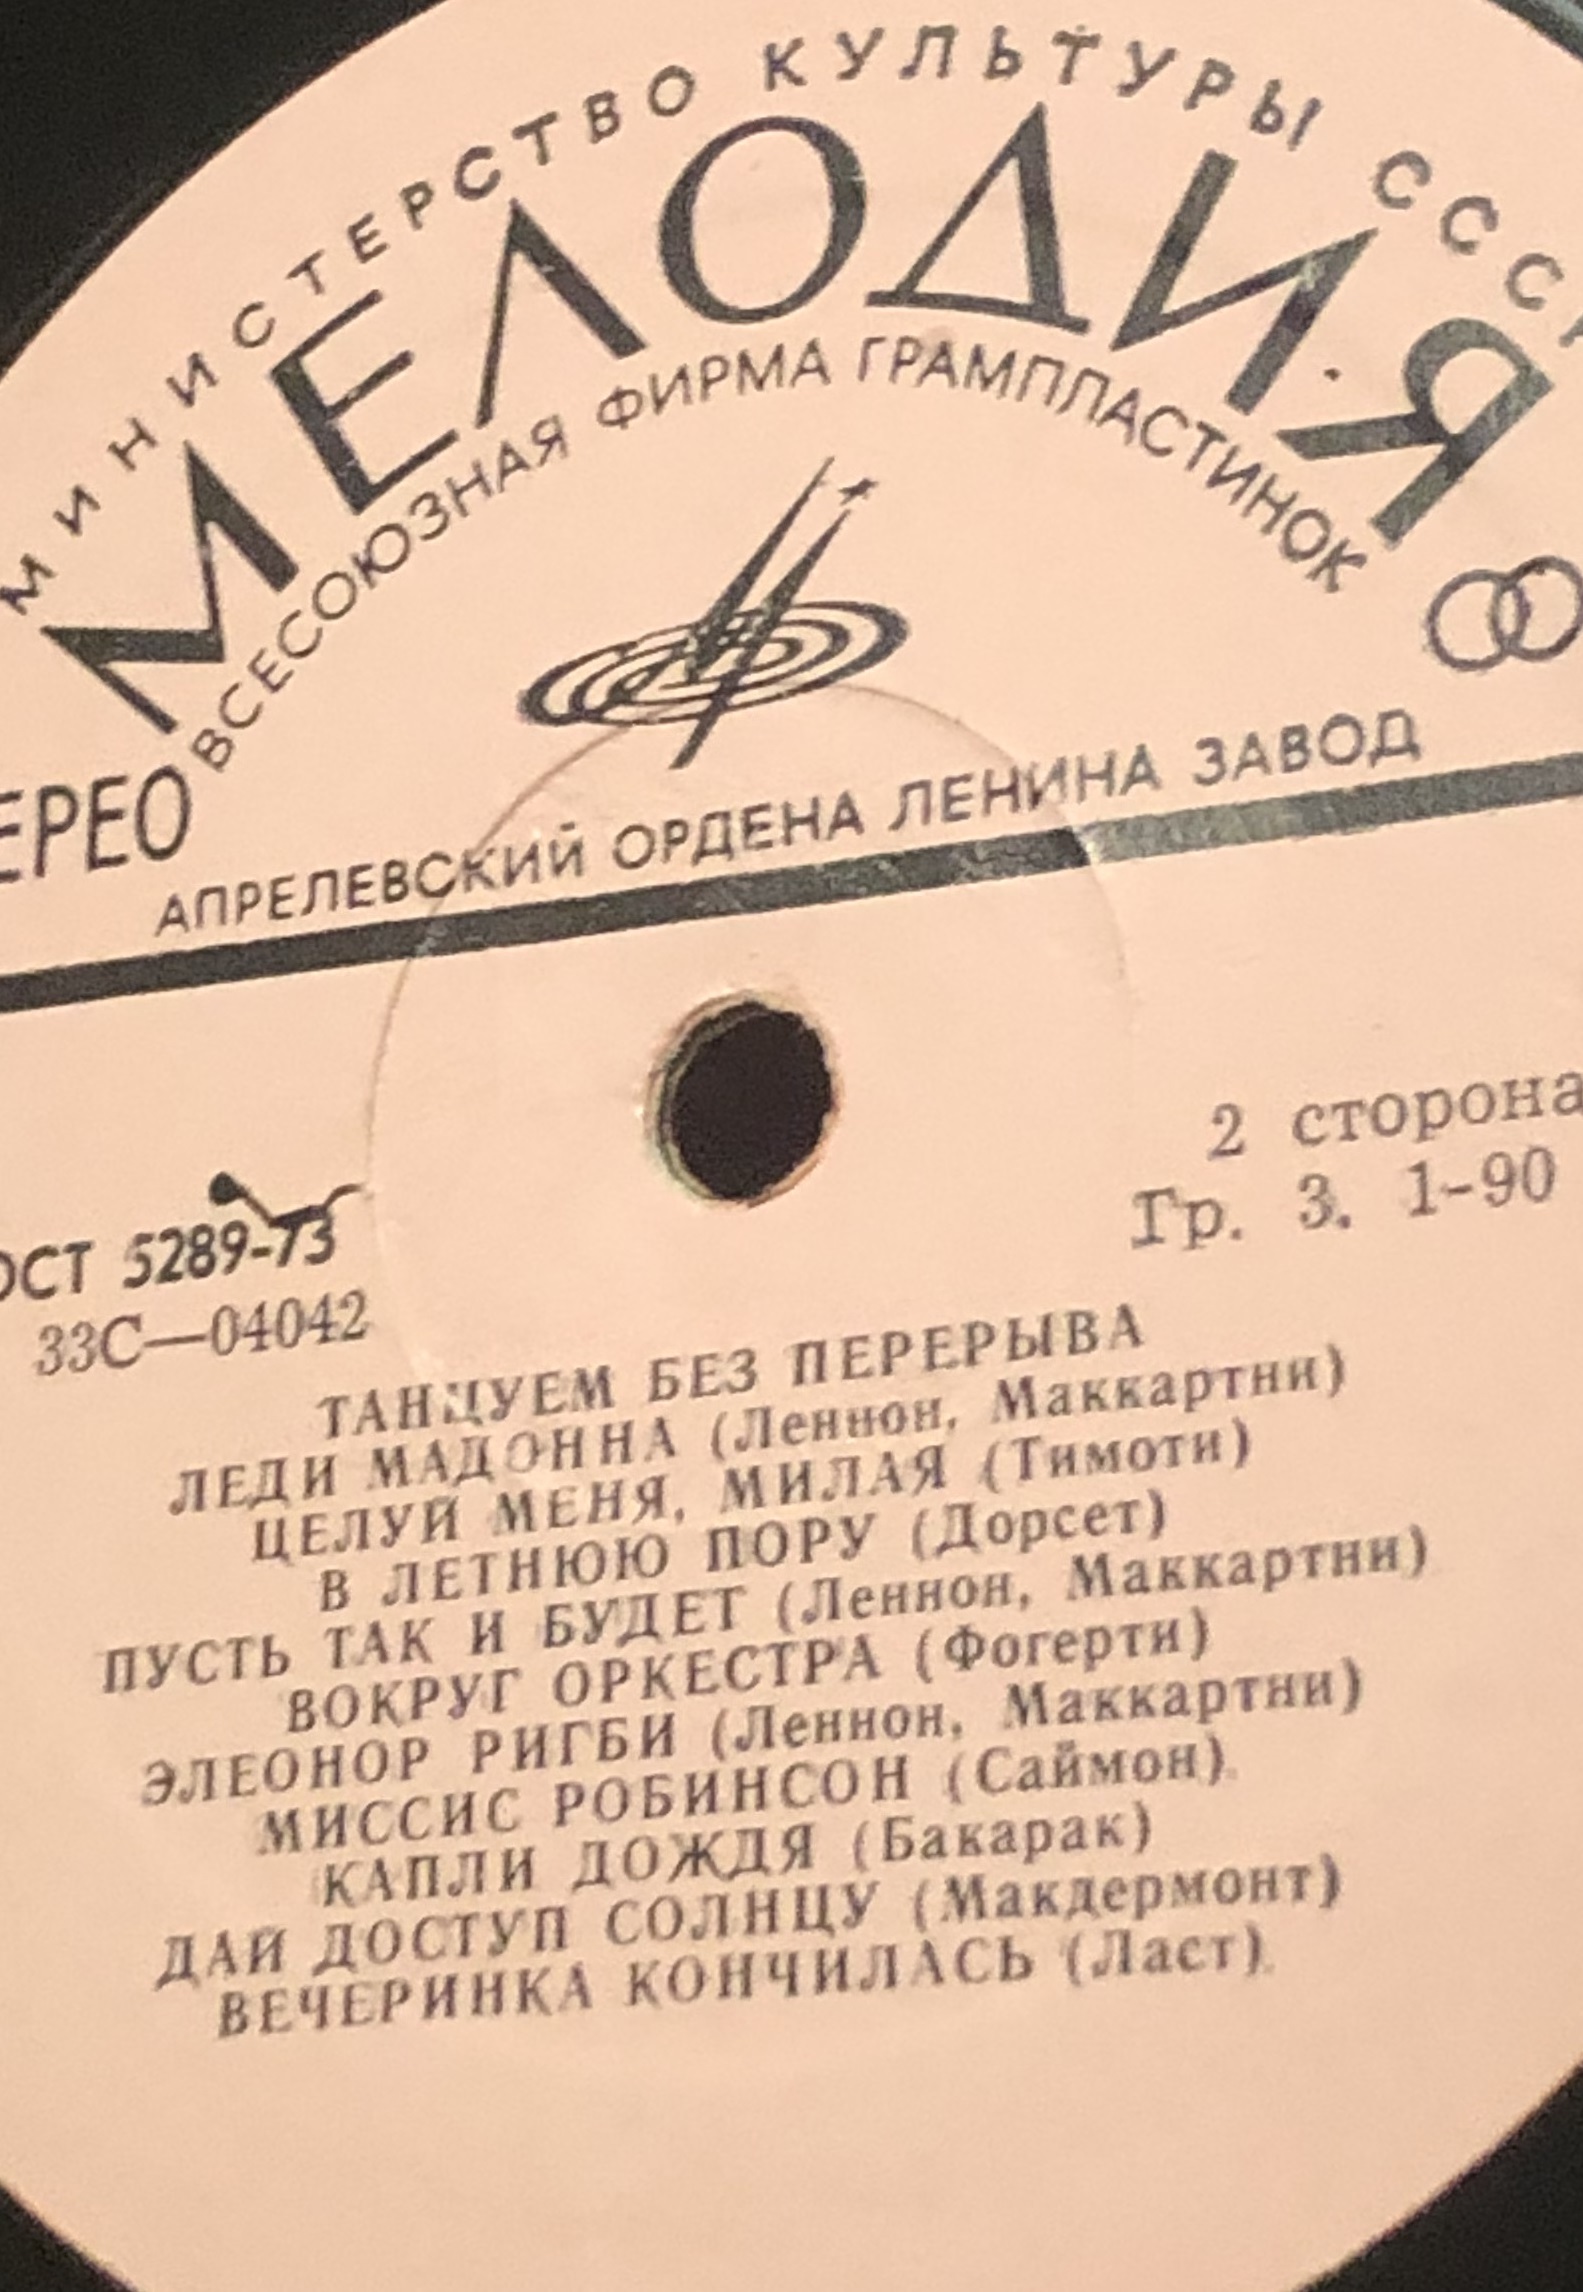 МИНИСТЕРСТВО КУЛЬТУРЫ СССР
МЕЛОДИЯ
ВСЕСОЮЗНАЯ ФИРМА ГРАМПЛАСТИНОК
ЕРЕО
АПРЕЛЕВСКИЙ ОРДЕНА ЛЕНИНА ЗАВОД
2 сторона
Гр. 3. 1-90
ОСТ 5289-73
33С—04042
ТАНЦУЕМ БЕЗ ПЕРЕРЫВА
ЛЕДИ МАДОННА (Леннон, Маккартни)
ЦЕЛУЙ МЕНЯ, МИЛАЯ (Тимоти)
В ЛЕТНЮЮ ПОРУ (Дорсет)
ПУСТЬ ТАК И БУДЕТ (Леннон, Маккартни)
ВОКРУГ ОРКЕСТРА (Фогерти)
ЭЛЕОНОР РИГБИ (Леннон, Маккартни)
МИССИС РОБИНСОН (Саймон)
КАПЛИ ДОЖДЯ (Бакарак)
ДАЙ ДОСТУП СОЛНЦУ (Макдермонт)
ВЕЧЕРИНКА КОНЧИЛАСЬ (Ласт)